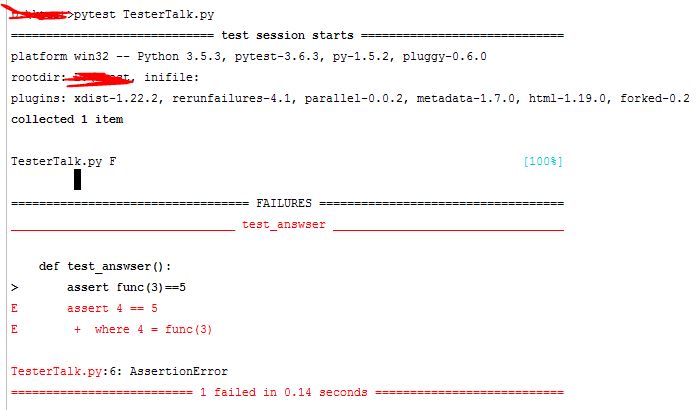 >pytest TesterTalk.py
============================= test session starts =============================
platform win32 -- Python 3.5.3, pytest-3.6.3, py-1.5.2, pluggy-0.6.0
rootdir: , inifile:
plugins: xdist-1.22.2, rerunfailures-4.1, parallel-0.0.2, metadata-1.7.0, html-1.19.0, forked-0.2
collected 1 item
TesterTalk.py F [100%]
================================== FAILURES ===================================
________________________________ test_answser _________________________________
def test_answser():
> assert func(3)==5
E assert 4 == 5
E + where 4 = func(3)
TesterTalk.py:6: AssertionError
========================== 1 failed in 0.14 seconds ===========================